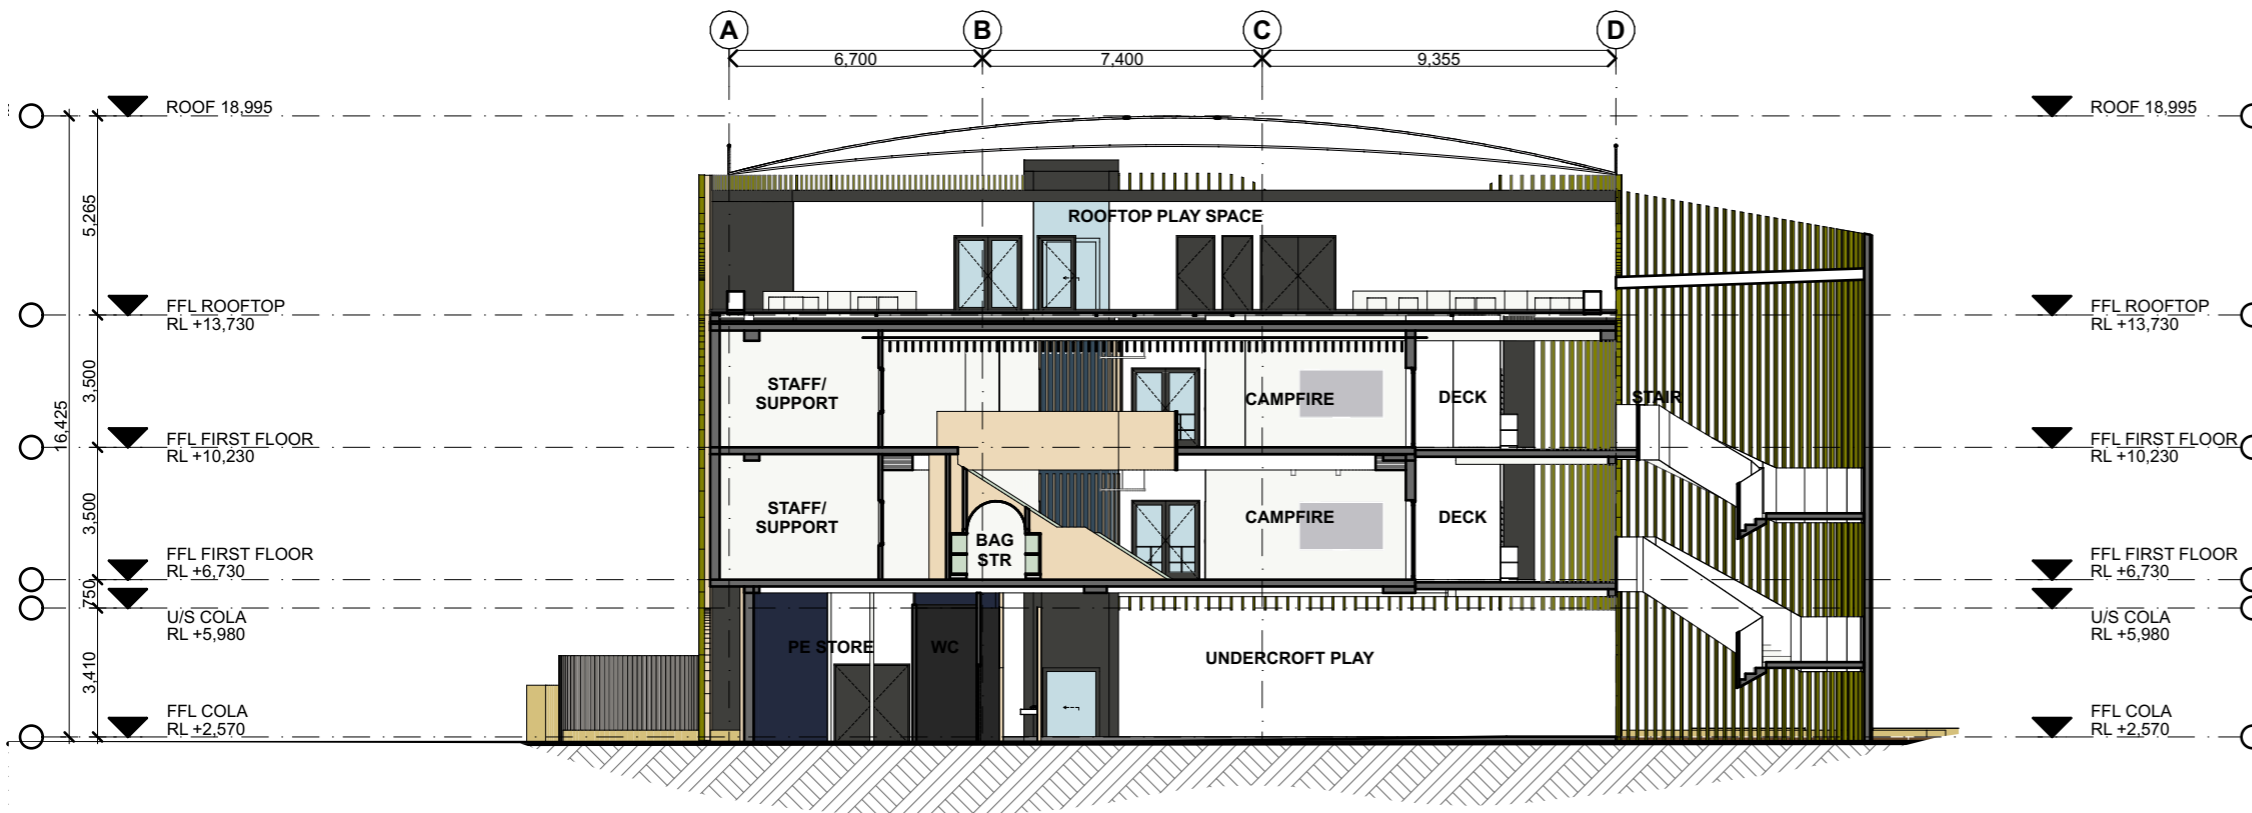 A B C D
6,700 7,400 9,355
ROOF 18,995
ROOF 18,995
5,265
ROOFTOP PLAY SPACE
FFL ROOFTOP
RL +13,730
FFL ROOFTOP
RL +13,730
3,500
16,425
STAFF/
SUPPORT
CAMPFIRE
DECK
STAIR
FFL FIRST FLOOR
RL +10,230
FFL FIRST FLOOR
RL +10,230
3,500
STAFF/
SUPPORT
BAG
STR
CAMPFIRE
DECK
FFL FIRST FLOOR
RL +6,730
FFL FIRST FLOOR
RL +6,730
750
U/S COLA
RL +5,980
U/S COLA
RL +5,980
3,410
PE STORE
WC
UNDERCROFT PLAY
FFL COLA
RL +2,570
FFL COLA
RL +2,570